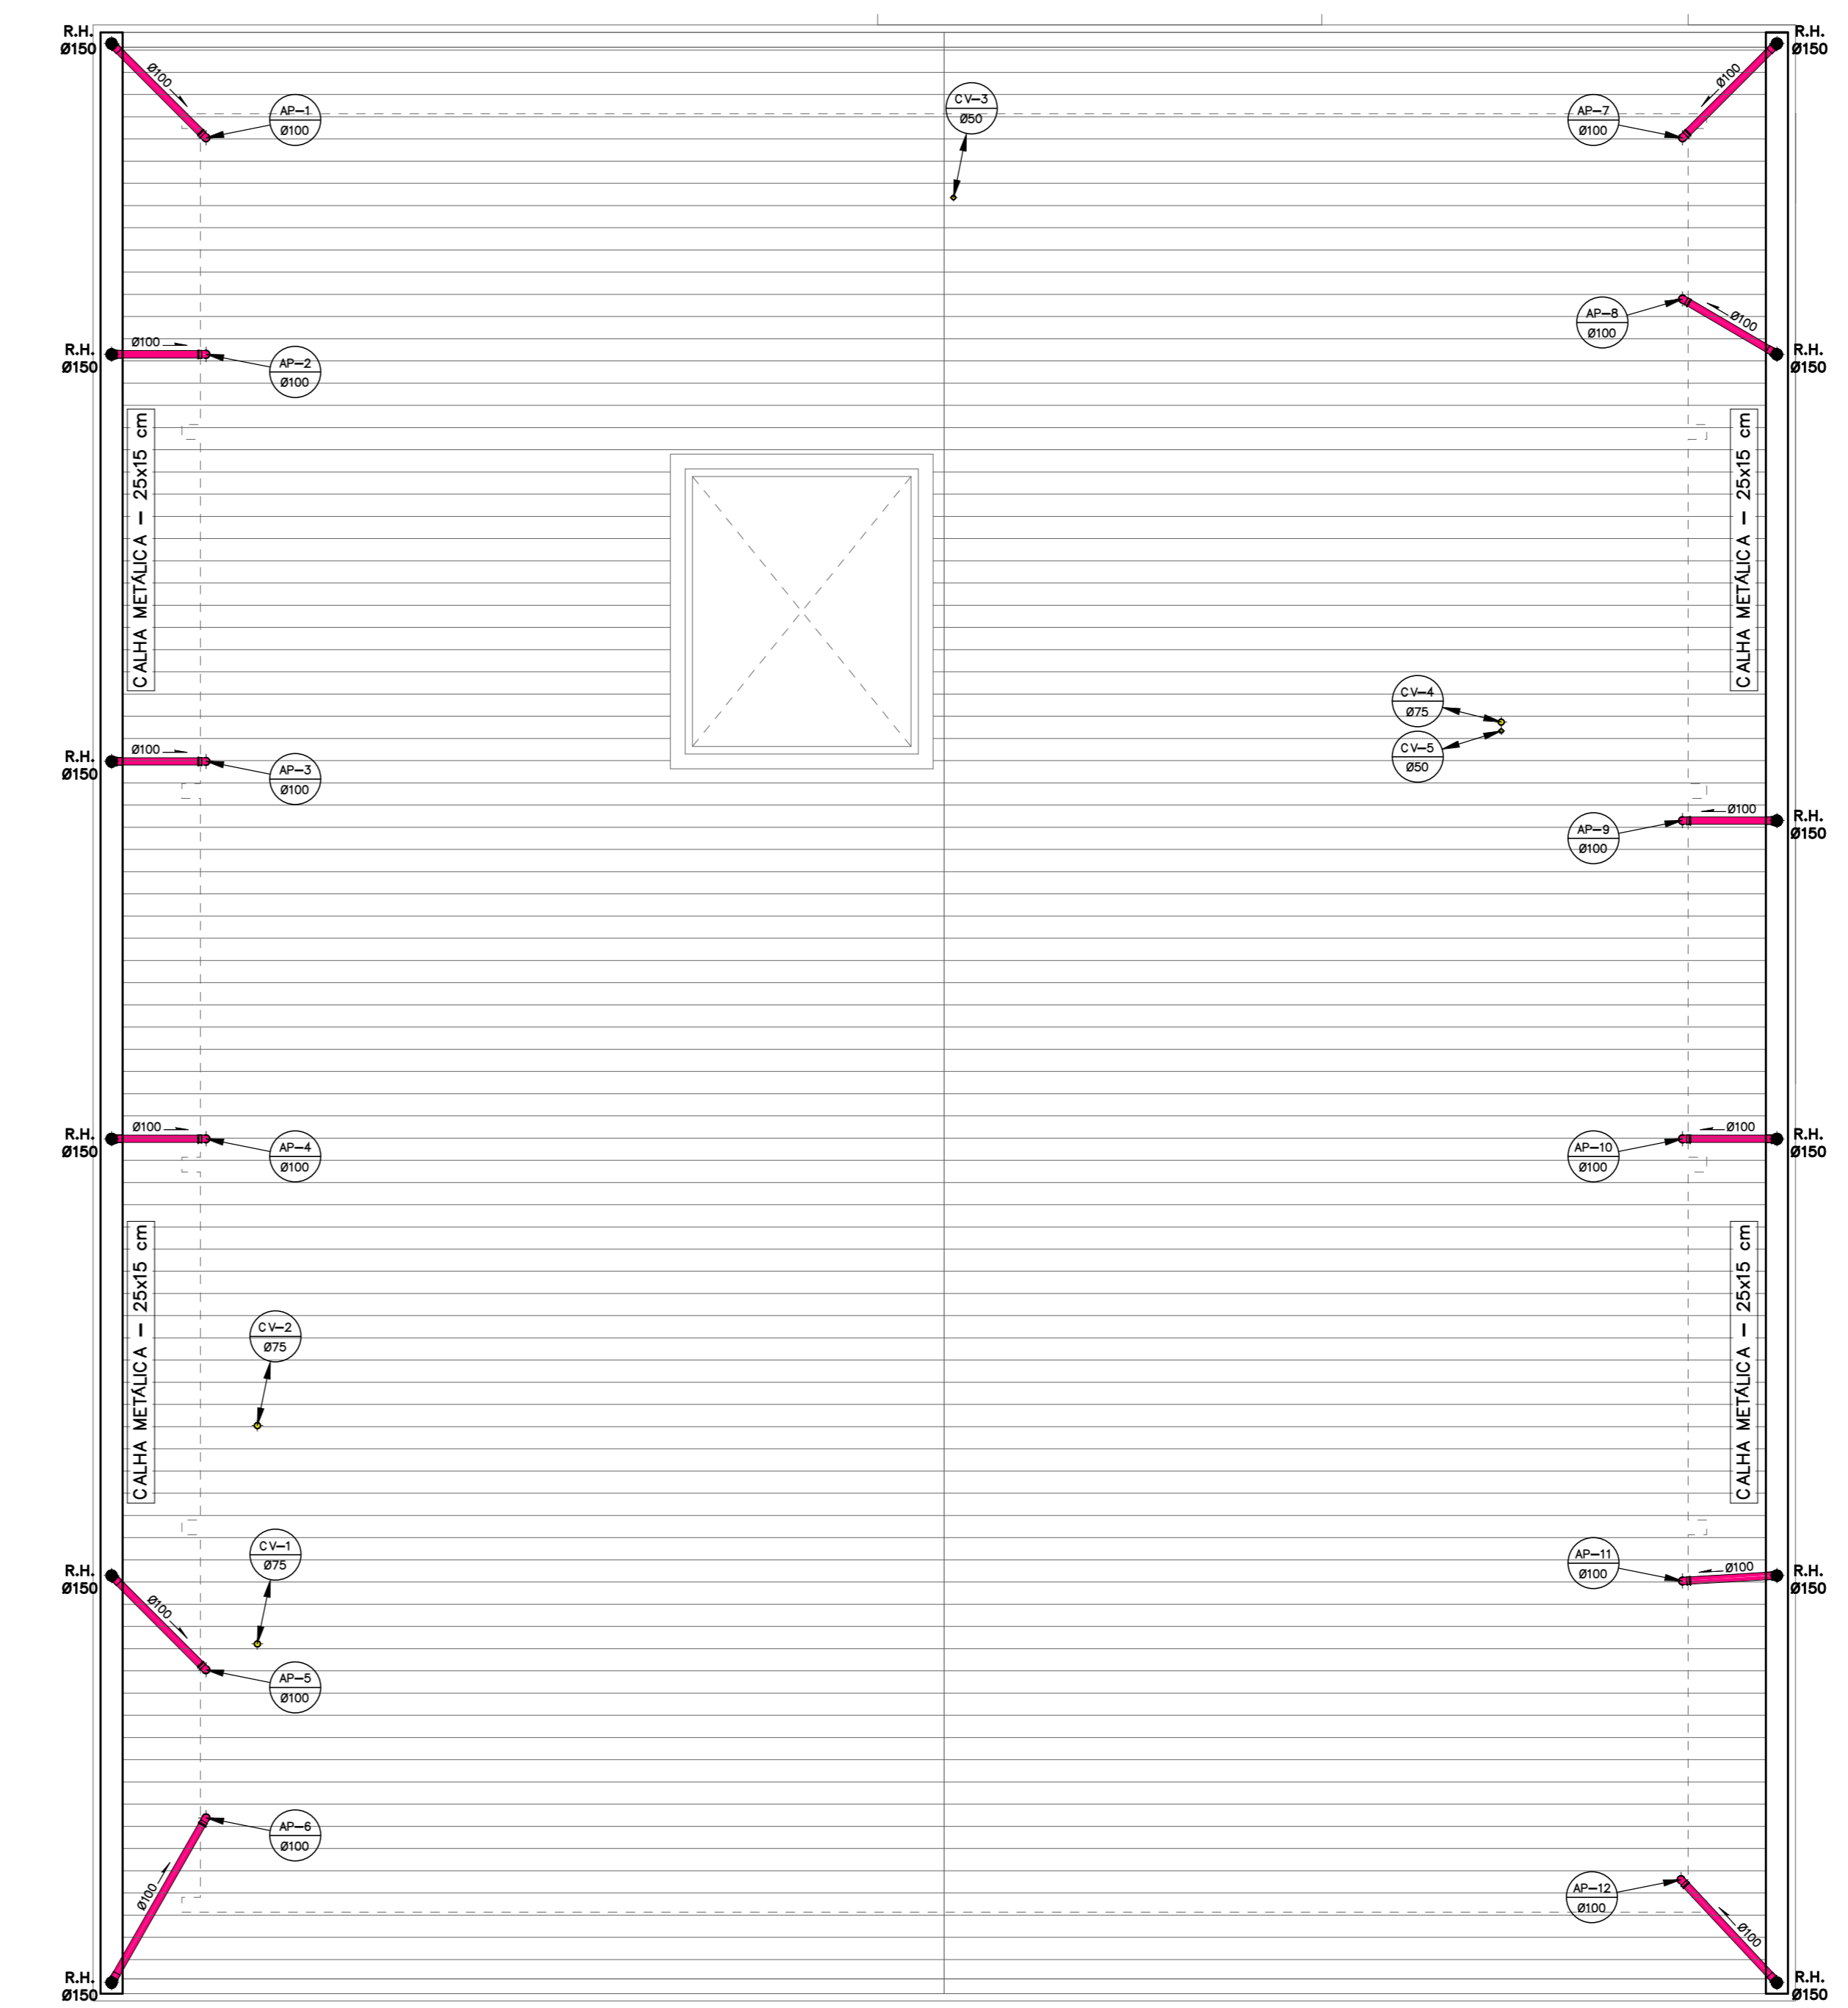 R.H.
Ø150
Ø100
AP-1
Ø100
CV-3
Ø50
AP-7
Ø100
Ø100
R.H.
Ø150
R.H.
Ø150
Ø100
AP-2
Ø100
AP-8
Ø100
Ø100
R.H.
Ø150
CALHA METÁLICA - 25x15 cm
CALHA METÁLICA - 25x15 cm
CV-4
Ø75
CV-5
Ø50
R.H.
Ø150
Ø100
AP-3
Ø100
AP-9
Ø100
Ø100
R.H.
Ø150
R.H.
Ø150
Ø100
AP-4
Ø100
AP-10
Ø100
Ø100
R.H.
Ø150
CALHA METÁLICA - 25x15 cm
CALHA METÁLICA - 25x15 cm
CV-2
Ø75
CV-1
Ø75
R.H.
Ø150
Ø100
AP-5
Ø100
AP-11
Ø100
Ø100
R.H.
Ø150
AP-6
Ø100
Ø100
AP-12
Ø100
Ø100
R.H.
Ø150
R.H.
Ø150